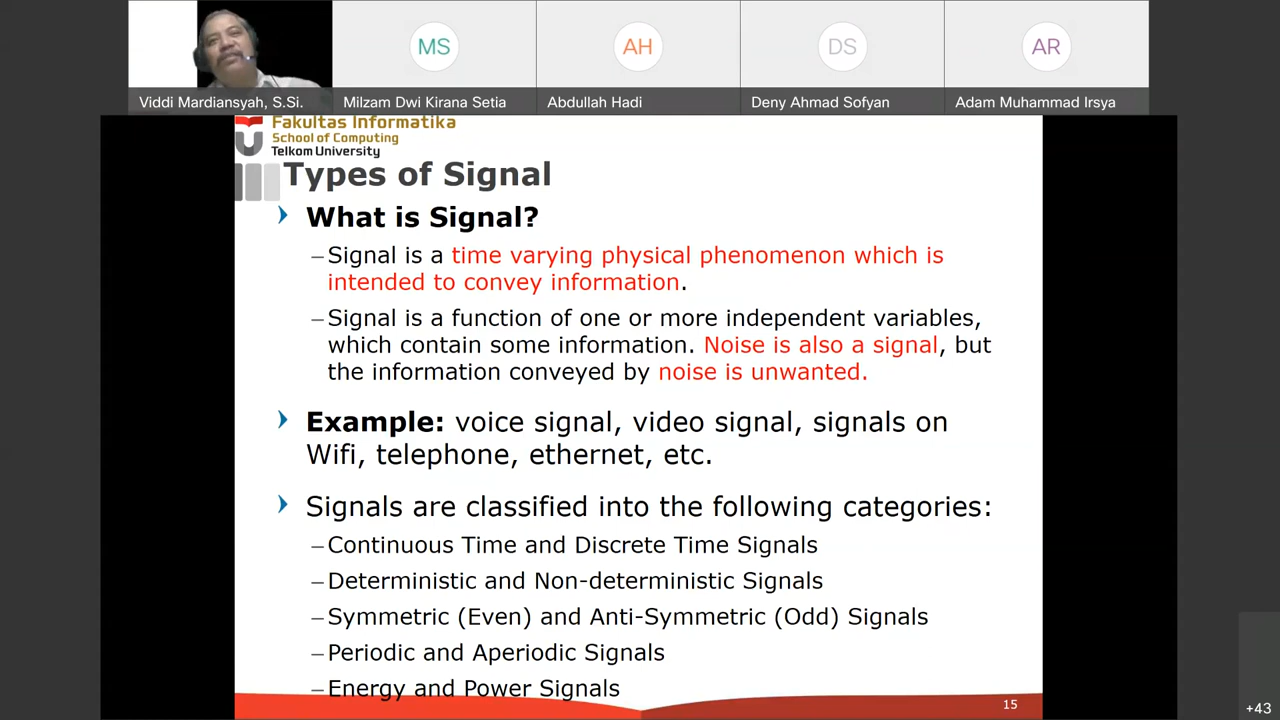 MS
AH
DS
AR
Viddi Mardiansyah, S.Si.
Milzam Dwi Kirana Setia
Abdullah Hadi
Deny Ahmad Sofyan
Adam Muhammad Irsya
Fakultas Informatika
School of Computing
Telkom University
Types of Signal
What is Signal?
–Signal is a time varying physical phenomenon which is
intended to convey information.
–Signal is a function of one or more independent variables,
which contain some information. Noise is also a signal, but
the information conveyed by noise is unwanted.
Example: voice signal, video signal, signals on
Wifi, telephone, ethernet, etc.
Signals are classified into the following categories:
–Continuous Time and Discrete Time Signals
–Deterministic and Non-deterministic Signals
–Symmetric (Even) and Anti-Symmetric (Odd) Signals
–Periodic and Aperiodic Signals
–Energy and Power Signals
15
+43